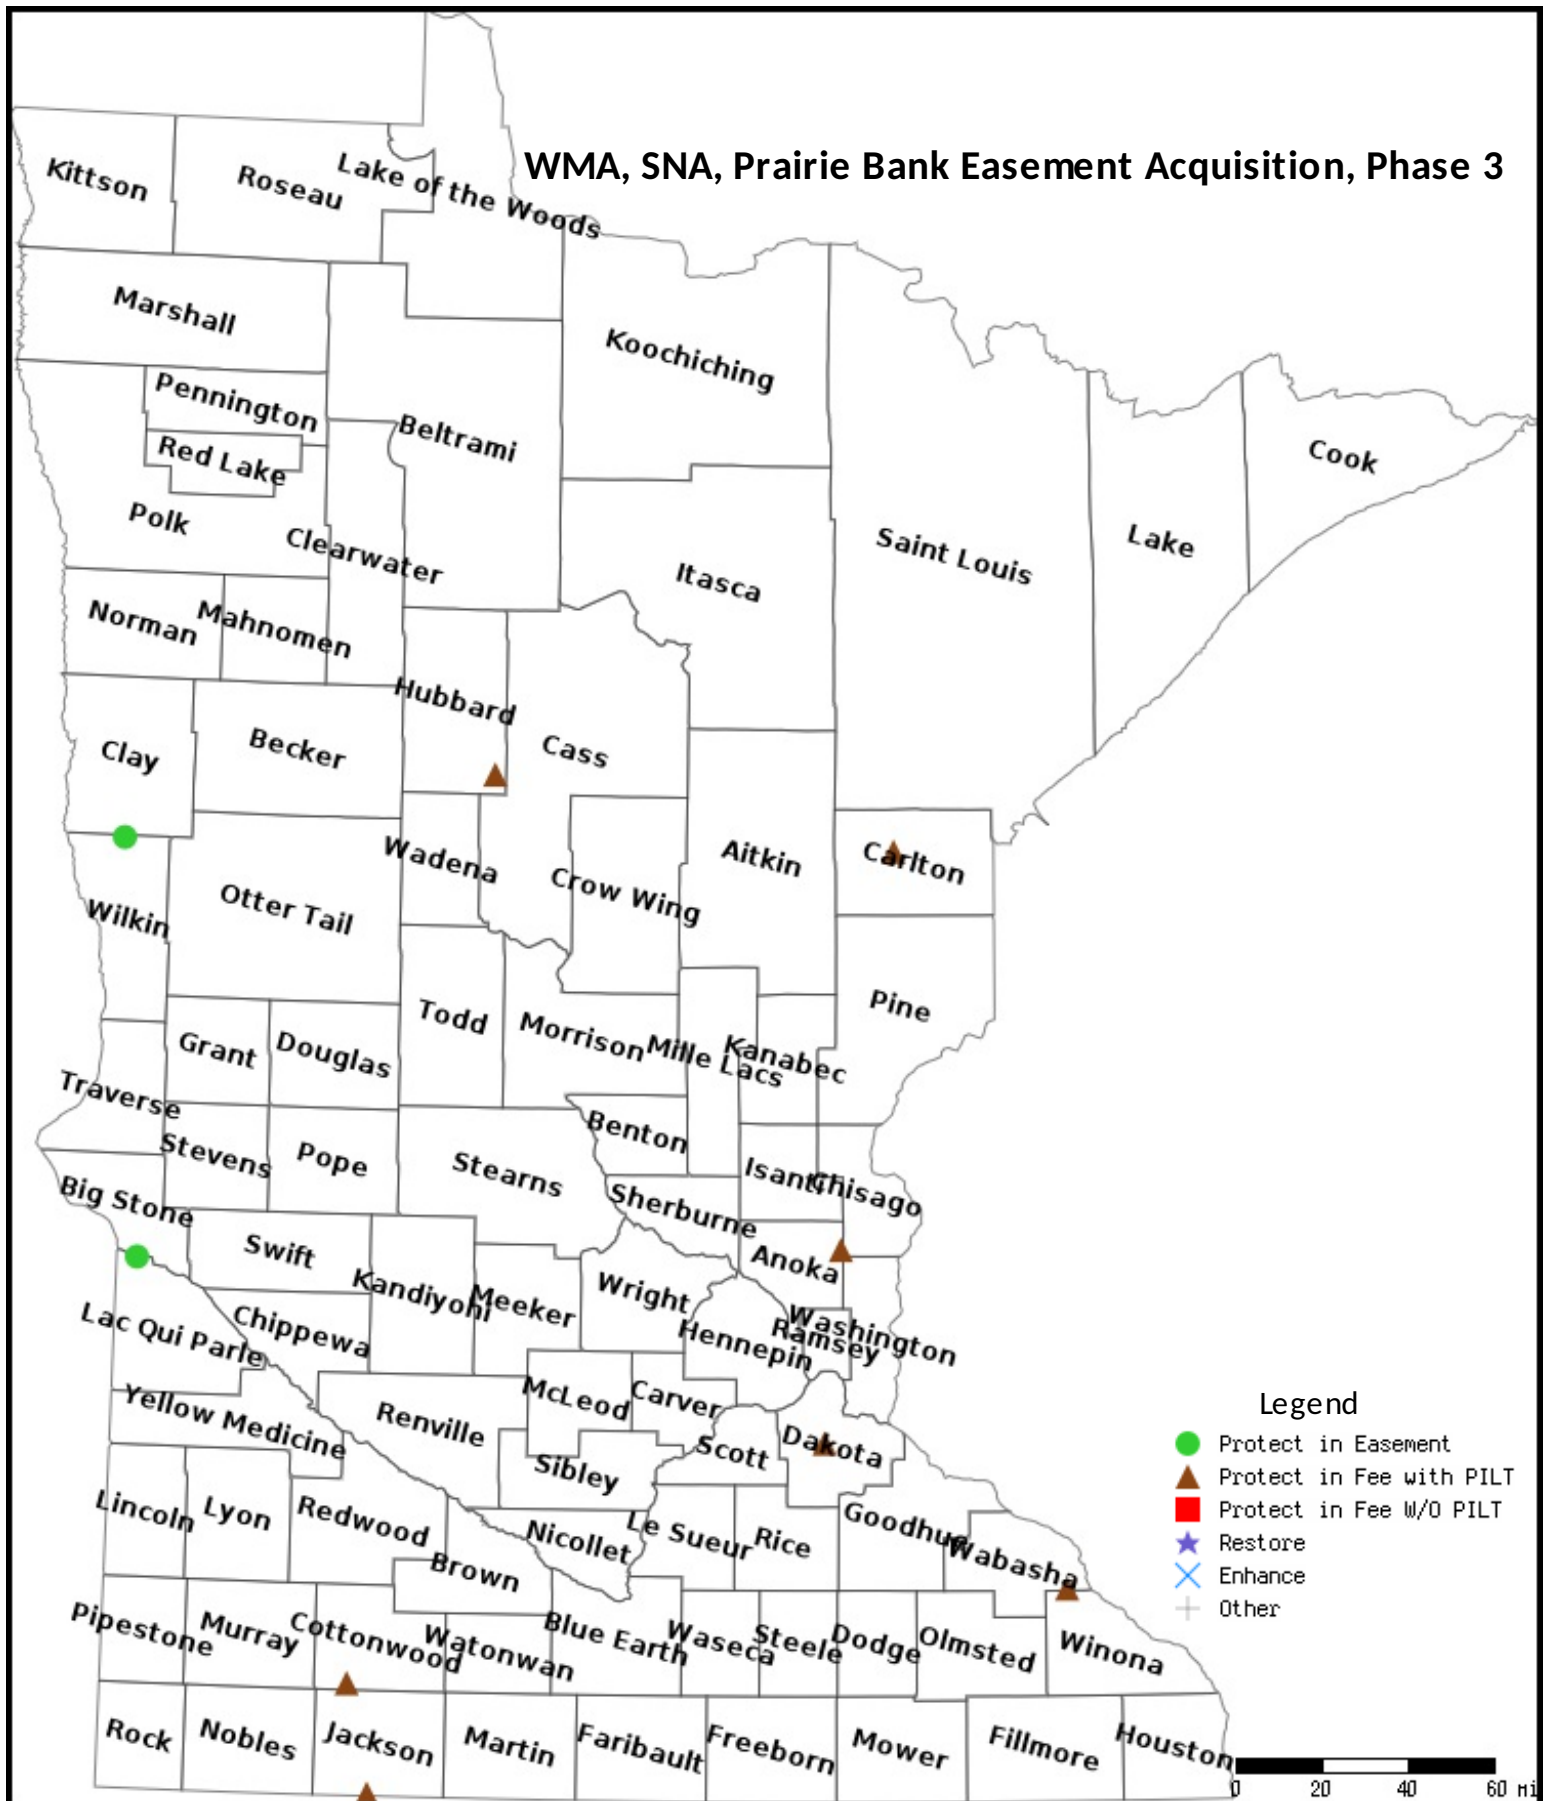 WMA, SNA, Prairie Bank Easement Acquisition, Phase 3
Kittson
Roseau
Lake of the Woods
Marshall
Koochiching
Pennington
Beltrami
Red Lake
Cook
Polk
Clearwater
Saint Louis
Lake
Itasca
Norman
Mahnomen
Hubbard
Clay
Becker
Cass
Wadena
Aitkin
Carlton
Crow Wing
Otter Tail
Wilkin
Todd
Pine
Grant
Douglas
Morrison
Mille Lacs
Kanabec
Traverse
Benton
Stevens
Pope
Stearns
Isanti
Chisago
Big Stone
Sherburne
Swift
Anoka
Kandiyohi
Meeker
Wright
Lac Qui Parle
Chippewa
Hennepin
Ramsey
Washington
McLeod
Carver
Yellow Medicine
Renville
Scott
Dakota
Sibley
Lincoln
Lyon
Redwood
Nicollet
Le Sueur
Rice
Goodhue
Wabasha
Brown
Pipestone
Murray
Cottonwood
Watonwan
Blue Earth
Waseca
Steele
Dodge
Olmsted
Winona
Rock
Nobles
Jackson
Martin
Faribault
Freeborn
Mower
Fillmore
Houston
Legend
Protect in Easement
Protect in Fee with PILT
Protect in Fee W/O PILT
Restore
Enhance
Other
0 20 40 60 mi